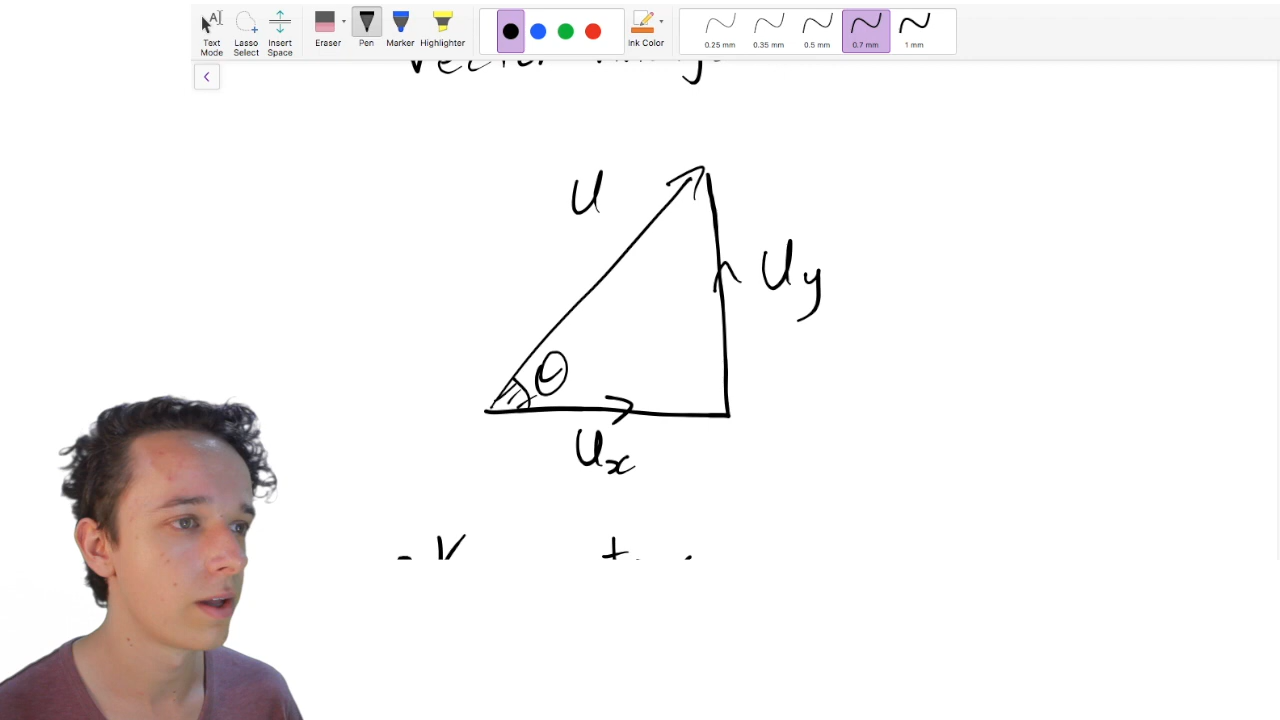 Text Mode
Lasso Select
Insert Space
Eraser
Pen
Marker
Highlighter
Ink Color
0.25 mm
0.35 mm
0.5 mm
0.7 mm
1 mm
Vector
U
Uy
θ
Ux